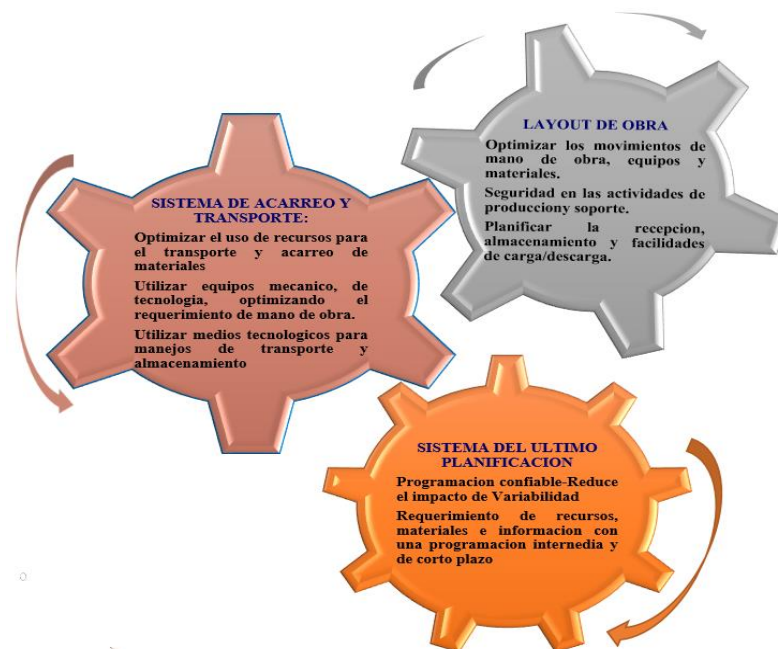 LAYOUT DE OBRA
Optimizar los movimientos de
mano de obra, equipos y
materiales.
Seguridad en las actividades de
producciony soporte.
Planificar la recepcion,
almacenamiento y facilidades
de carga/descarga.
SISTEMA DE ACARREO Y
TRANSPORTE:
Optimizar el uso de recursos para
el transporte y acarreo de
materiales
Utilizar equipos mecanico, de
tecnologia, optimizando el
requerimiento de mano de obra.
Utilizar medios tecnologicos para
manejos de transporte y
almacenamiento
SISTEMA DEL ULTIMO
PLANIFICACION
Programacion confiable-Reduce
el impacto de Variabilidad
Requerimiento de recursos,
materiales e informacion con
una programacion internedia y
de corto plazo